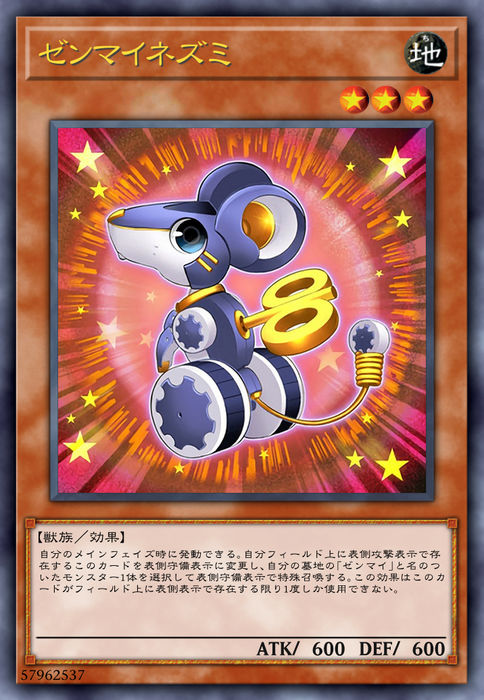 ゼンマイネズミ
ち
地
【獣族／効果】
自分のメインフェイズ時に発動できる。自分フィールド上に表側攻撃表示で存
在するこのカードを表側守備表示に変更し、自分の墓地の「ゼンマイ」と名のつ
いたモンスター1体を選択して表側守備表示で特殊召喚する。この効果はこのカ
ードがフィールド上に表側表示で存在する限り1度しか使用できない。
ATK/ 600 DEF/ 600
57962537